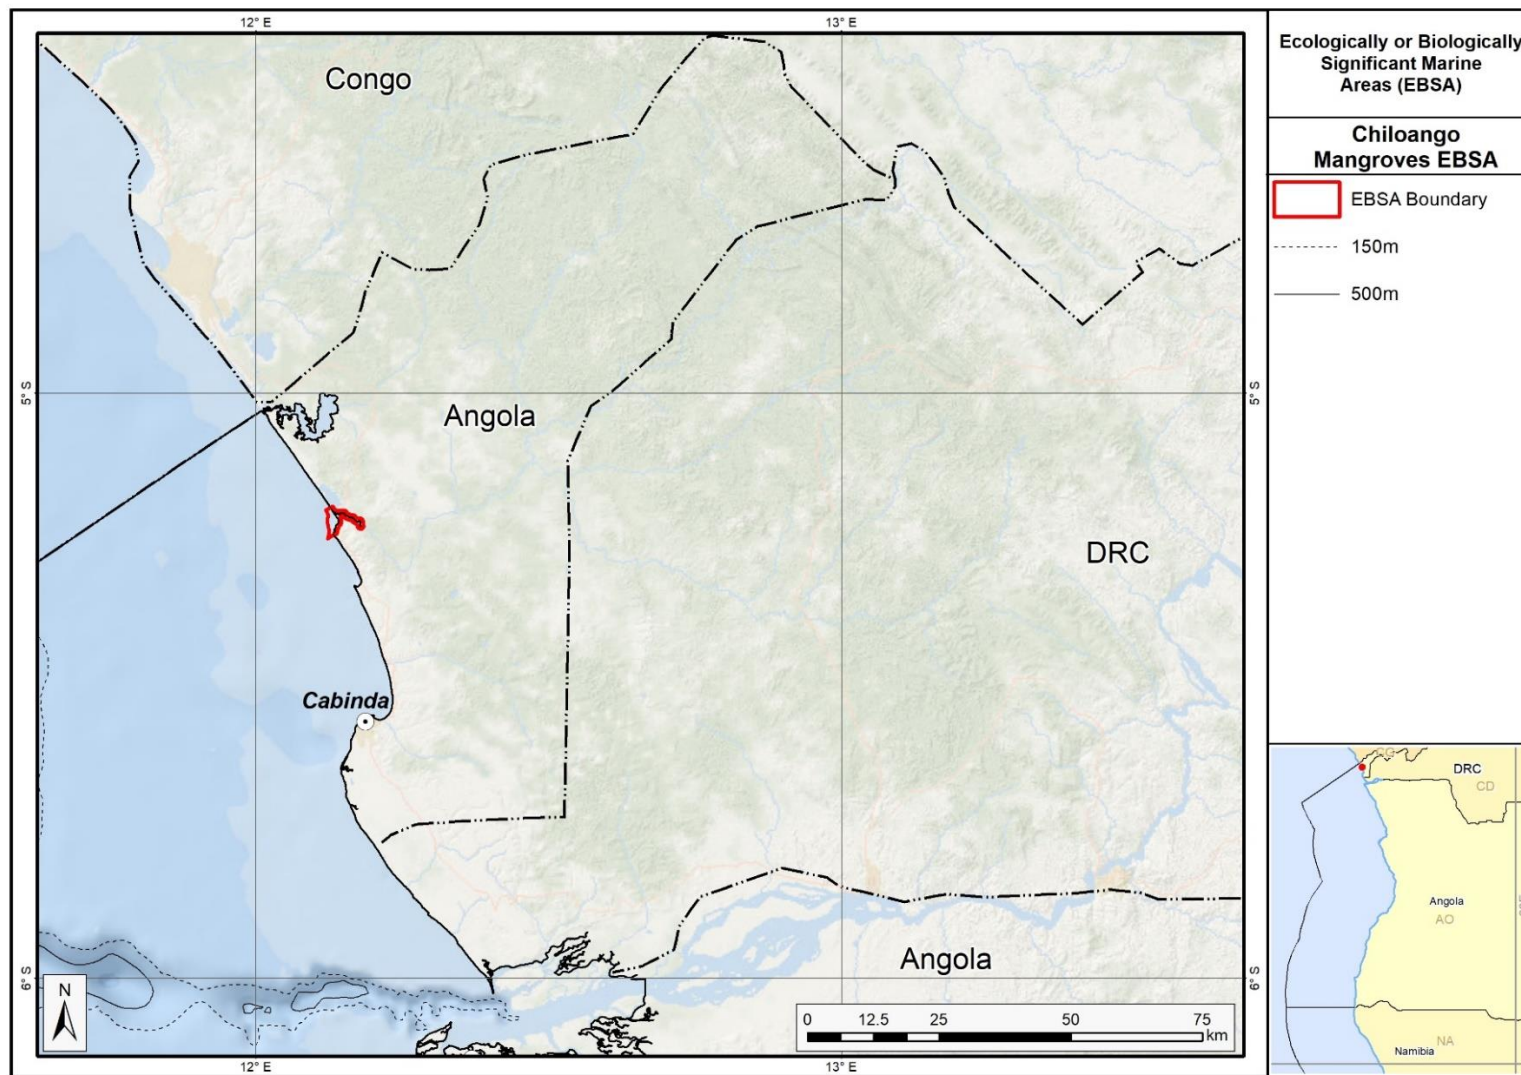 12° E
13° E
Congo
5° S
5° S
Angola
DRC
Cabinda
Angola
6° S
6° S
N
0 12.5 25 50 75
km
12° E
13° E
Ecologically or Biologically
Significant Marine
Areas (EBSA)
Chiloango
Mangroves EBSA
EBSA Boundary
150m
500m
CG
DRC
CD
Angola
AO
NA
Namibia